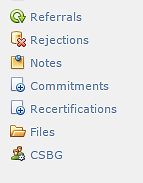 Referrals
Rejections
Notes
Commitments
Recertifications
Files
CSBG